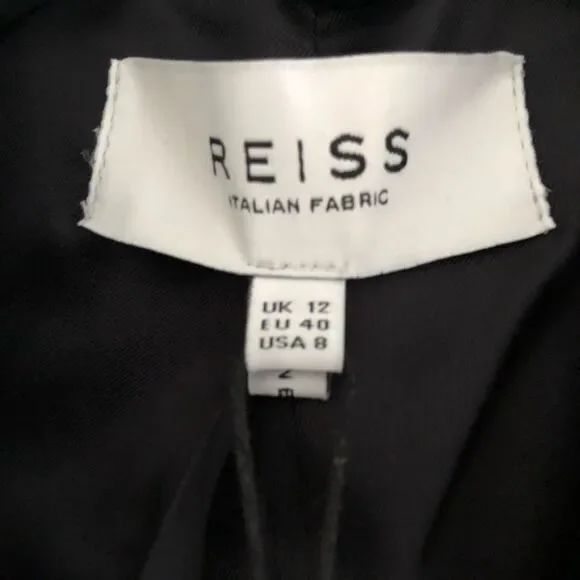 REISS
ITALIAN FABRIC
UK 12
EU 40
USA 8